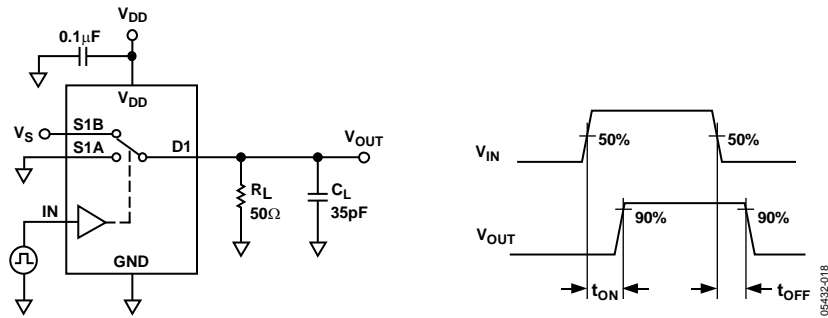 VDD
0.1µF
VDD
VS
S1B
S1A
D1
VOUT
IN
RL
50Ω
CL
35pF
GND
VIN
50%
50%
VOUT
90%
90%
tON
tOFF
05432-018